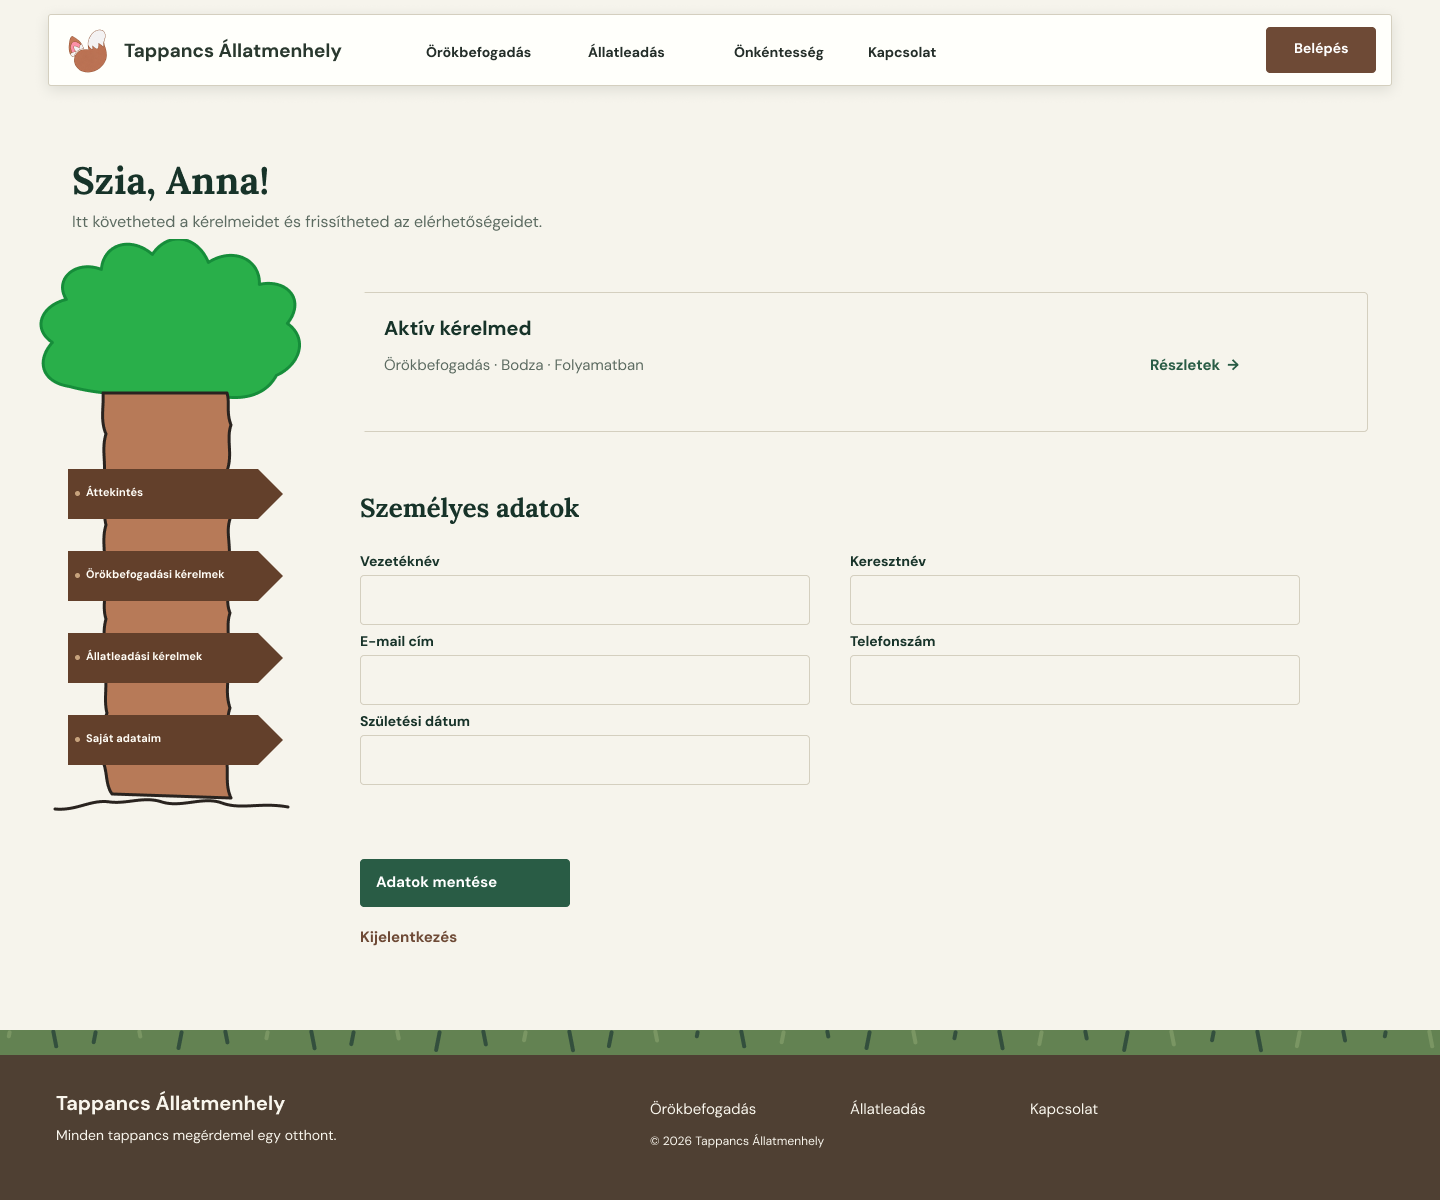 Tappancs Állatmenhely
Örökbefogadás
Állatleadás
Önkéntesség
Kapcsolat
Belépés
Szia, Anna!
Itt követheted a kérelmeidet és frissítheted az elérhetőségeidet.
Áttekintés
Örökbefogadási kérelmek
Állatleadási kérelmek
Saját adataim
Aktív kérelmed
Örökbefogadás · Bodza · Folyamatban
Részletek →
Személyes adatok
Vezetéknév
Keresztnév
E-mail cím
Telefonszám
Születési dátum
Adatok mentése
Kijelentkezés
Tappancs Állatmenhely
Minden tappancs megérdemel egy otthont.
Örökbefogadás
Állatleadás
Kapcsolat
© 2026 Tappancs Állatmenhely